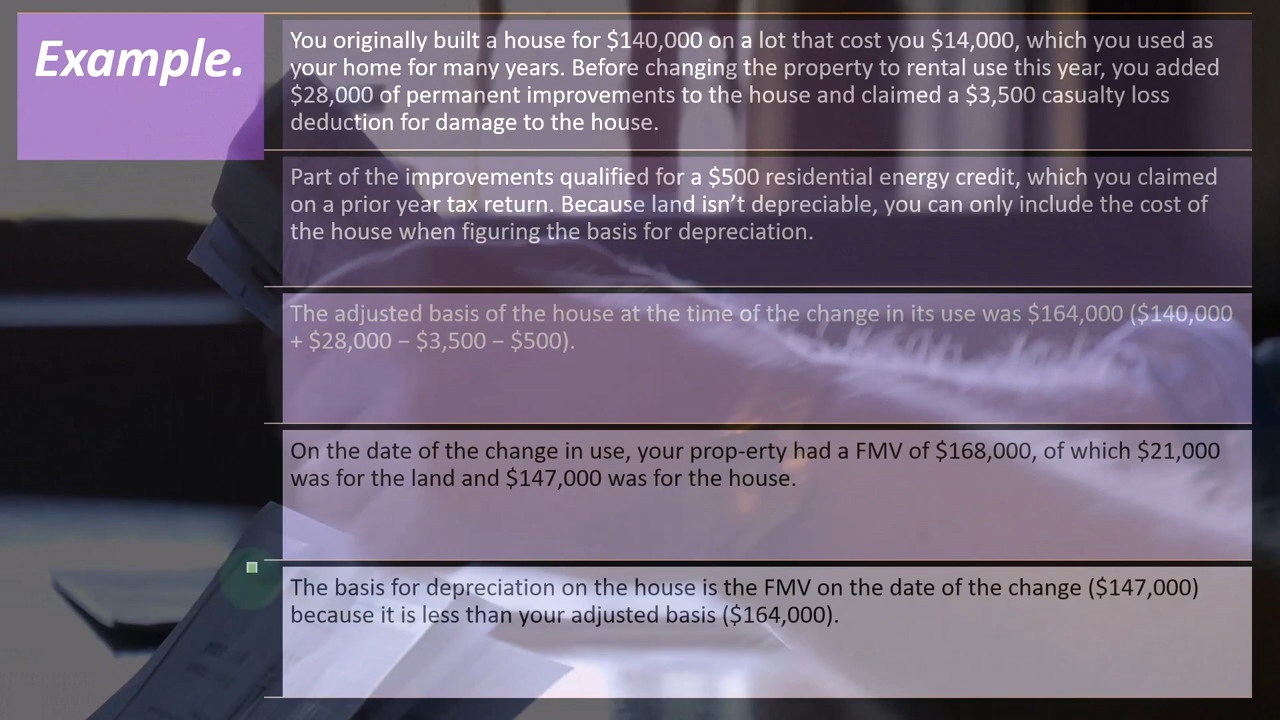 Example.
You originally built a house for $140,000 on a lot that cost you $14,000, which you used as
your home for many years. Before changing the property to rental use this year, you added
$28,000 of permanent improvements to the house and claimed a $3,500 casualty loss
deduction for damage to the house.
Part of the improvements qualified for a $500 residential energy credit, which you claimed
on a prior year tax return. Because land isn’t depreciable, you can only include the cost of
the house when figuring the basis for depreciation.
The adjusted basis of the house at the time of the change in its use was $164,000 ($140,000
+ $28,000 − $3,500 − $500).
On the date of the change in use, your prop-erty had a FMV of $168,000, of which $21,000
was for the land and $147,000 was for the house.
The basis for depreciation on the house is the FMV on the date of the change ($147,000)
because it is less than your adjusted basis ($164,000).